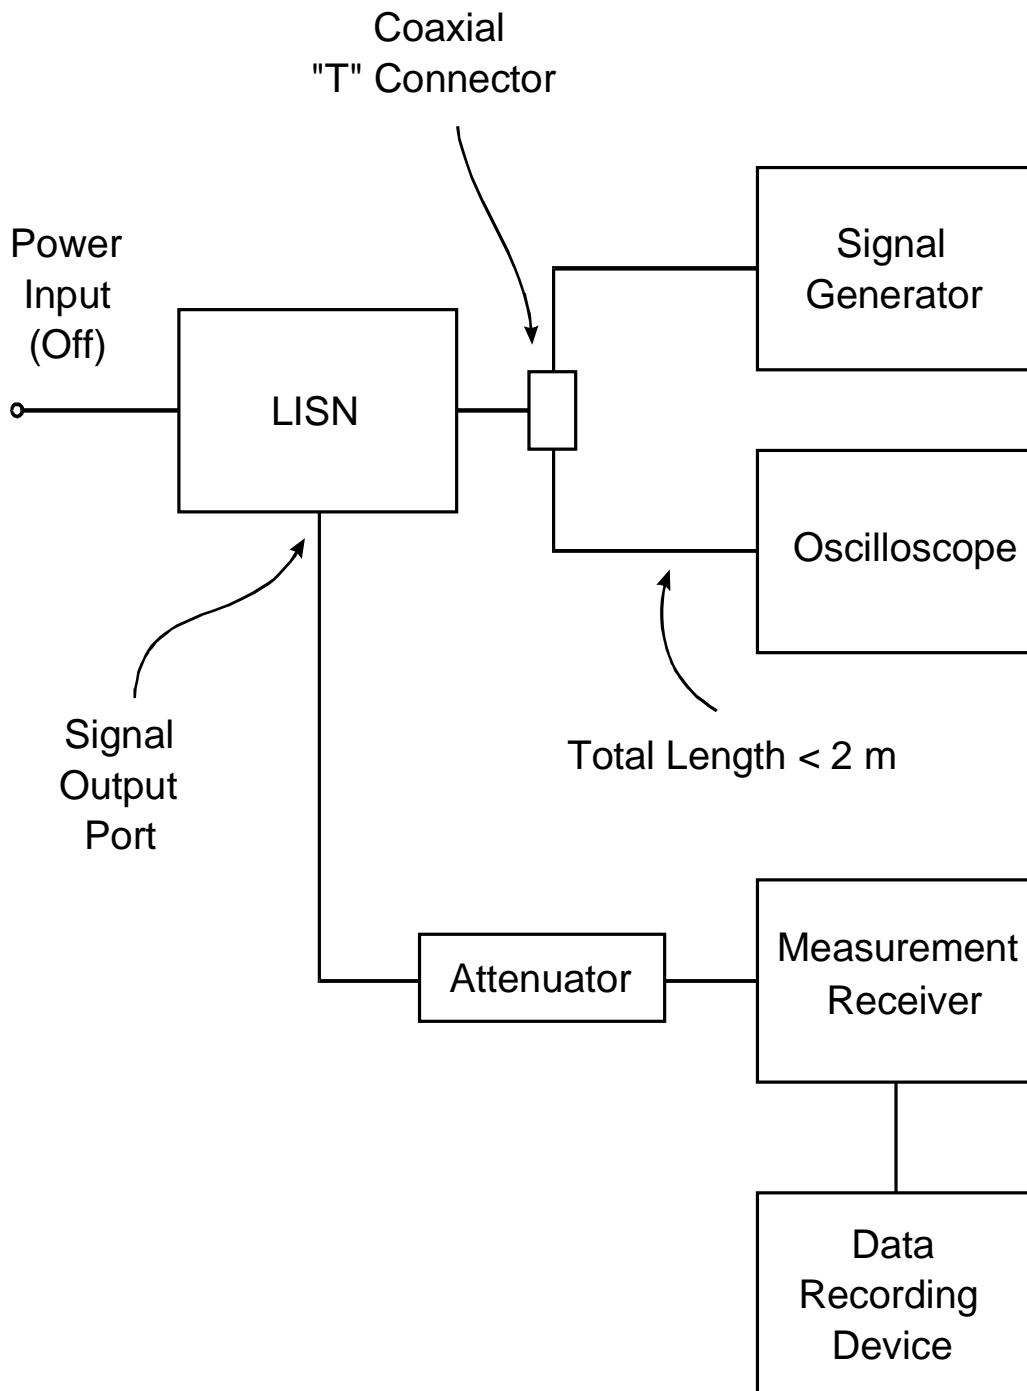 Coaxial
"T" Connector
Power
Input
(Off)
Signal
Generator
LISN
Oscilloscope
Signal
Output
Port
Total Length < 2 m
Attenuator
Measurement
Receiver
Data
Recording
Device